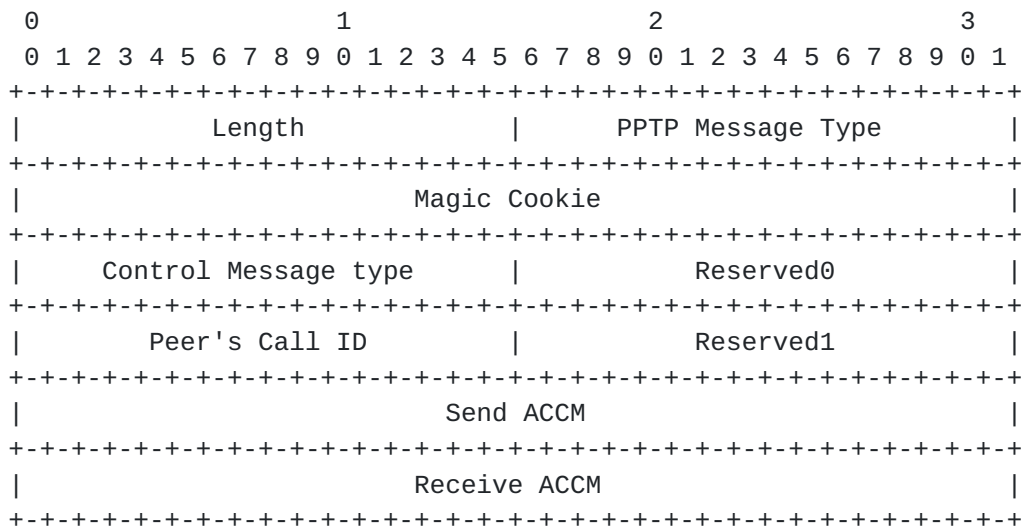 0                   1                   2                   3
0 1 2 3 4 5 6 7 8 9 0 1 2 3 4 5 6 7 8 9 0 1 2 3 4 5 6 7 8 9 0 1
+-+-+-+-+-+-+-+-+-+-+-+-+-+-+-+-+-+-+-+-+-+-+-+-+-+-+-+-+-+-+-+-+
|            Length             |      PPTP Message Type        |
+-+-+-+-+-+-+-+-+-+-+-+-+-+-+-+-+-+-+-+-+-+-+-+-+-+-+-+-+-+-+-+-+
|                         Magic Cookie                          |
+-+-+-+-+-+-+-+-+-+-+-+-+-+-+-+-+-+-+-+-+-+-+-+-+-+-+-+-+-+-+-+-+
|     Control Message type      |           Reserved0           |
+-+-+-+-+-+-+-+-+-+-+-+-+-+-+-+-+-+-+-+-+-+-+-+-+-+-+-+-+-+-+-+-+
|        Peer's Call ID         |           Reserved1           |
+-+-+-+-+-+-+-+-+-+-+-+-+-+-+-+-+-+-+-+-+-+-+-+-+-+-+-+-+-+-+-+-+
|                           Send ACCM                           |
+-+-+-+-+-+-+-+-+-+-+-+-+-+-+-+-+-+-+-+-+-+-+-+-+-+-+-+-+-+-+-+-+
|                         Receive ACCM                          |
+-+-+-+-+-+-+-+-+-+-+-+-+-+-+-+-+-+-+-+-+-+-+-+-+-+-+-+-+-+-+-+-+